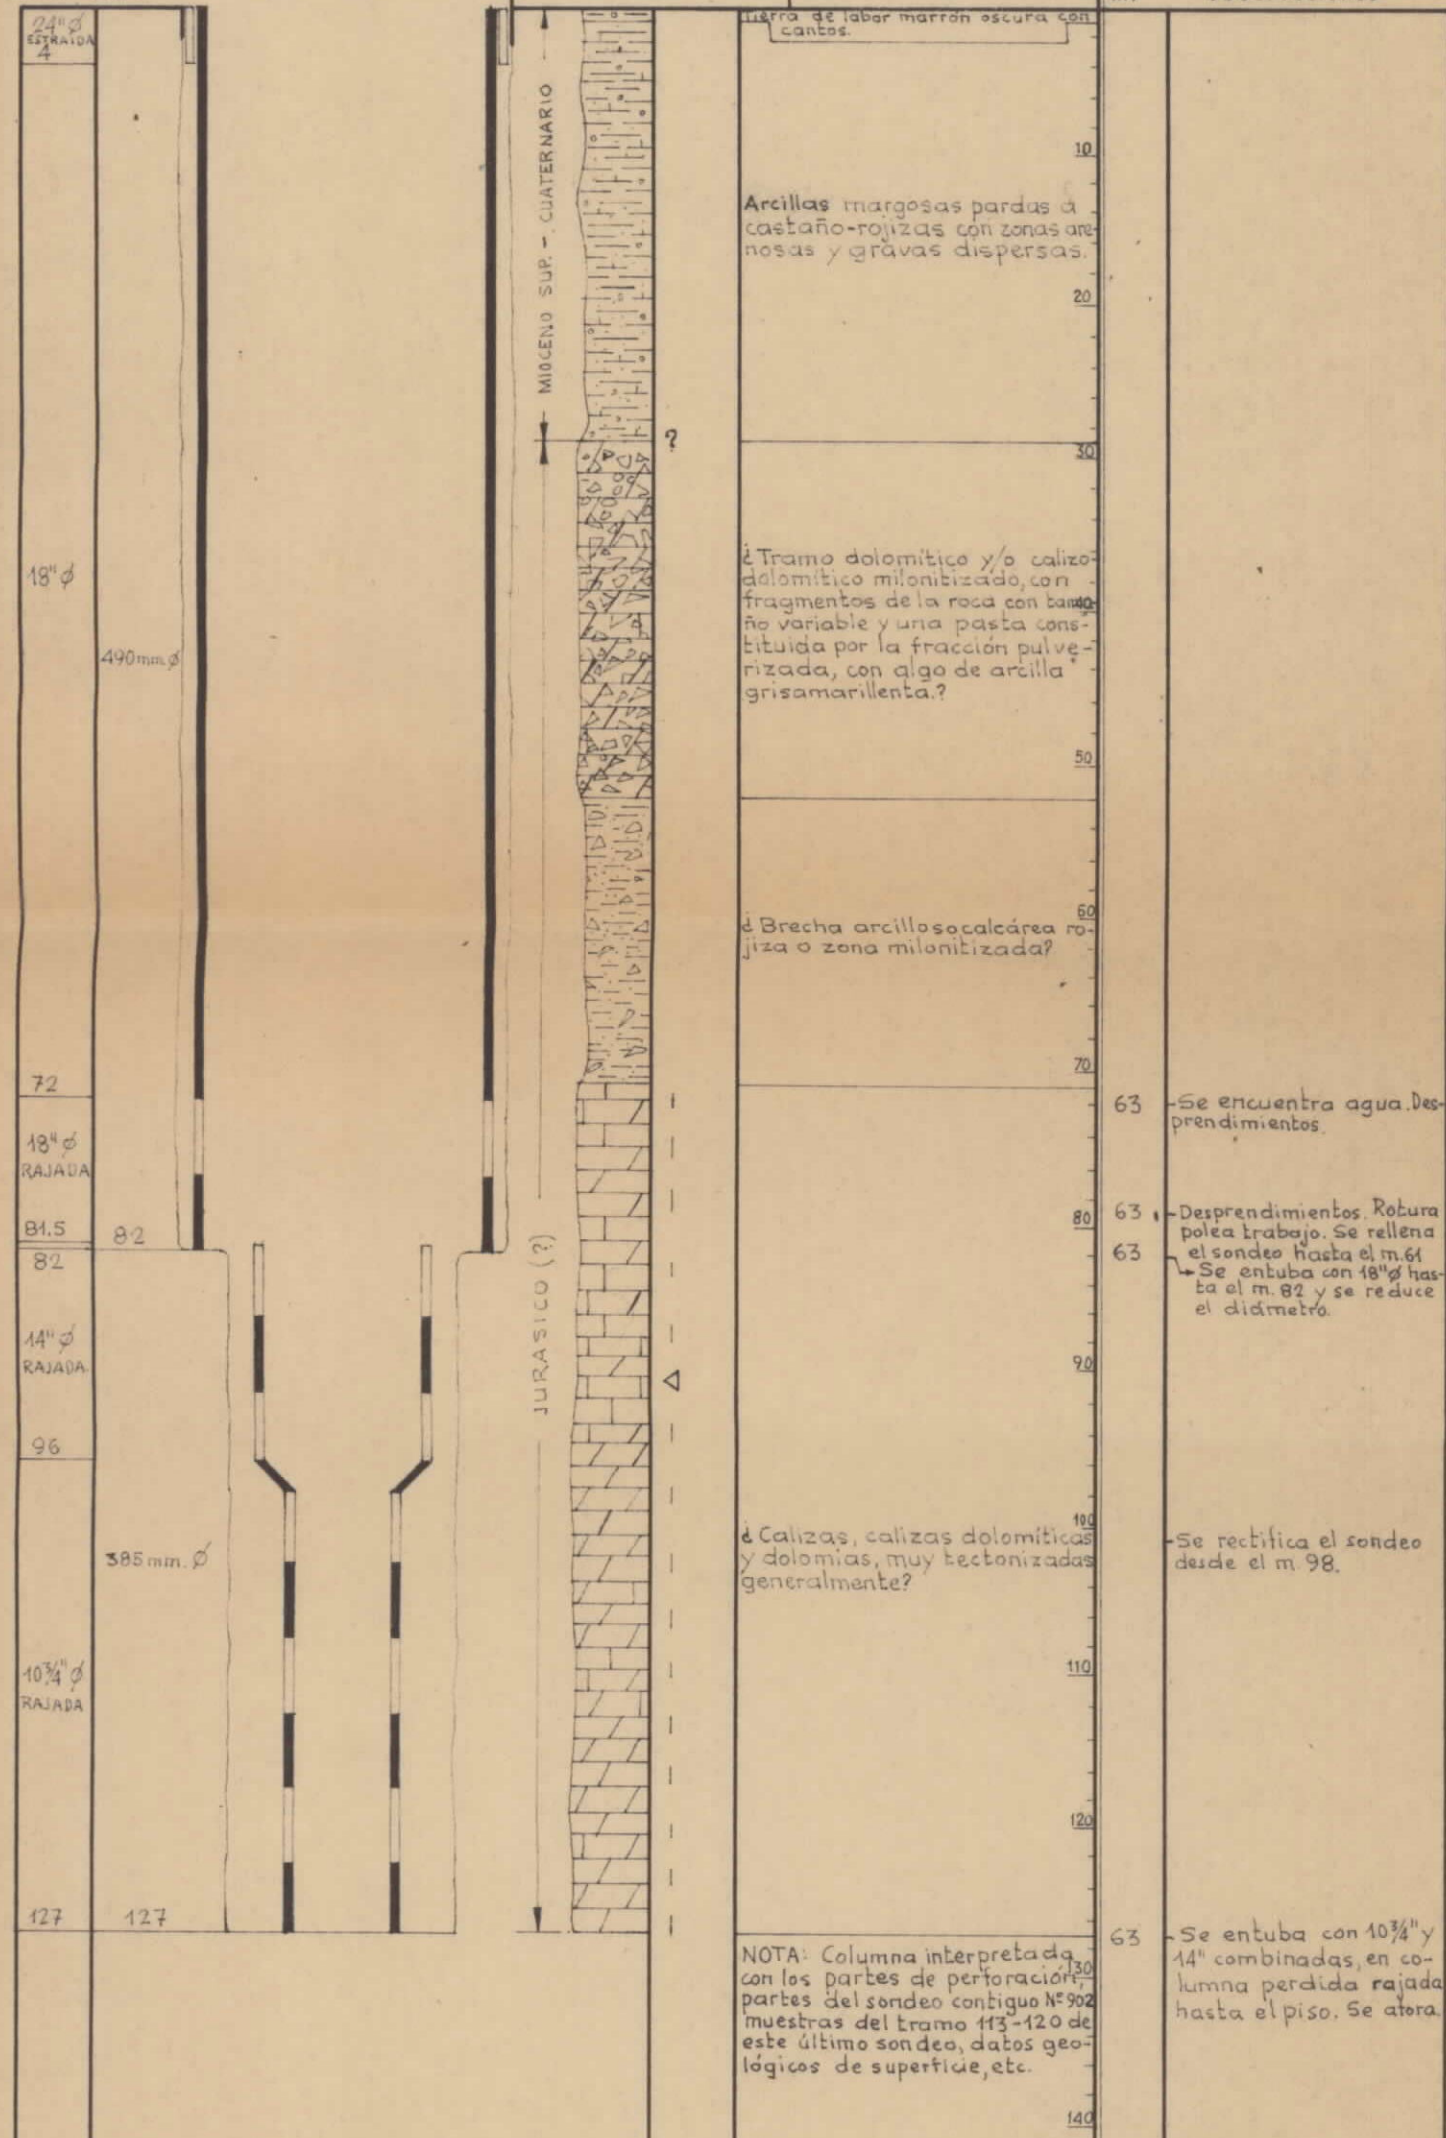 24" Ø
ESTRAIDA
4
18" Ø
72
18" Ø
RAJADA
81.5
82
14" Ø
RAJADA
96
10¾" Ø
RAJADA
127
490 mm. Ø
82
385 mm. Ø
127
MIOCENO SUP. - CUATERNARIO
JURASICO (?)
?
Tierra de labor marrón oscura con
cantos.
Arcillas margosas pardas a
castaño-rojizas con zonas are-
nosas y gravas dispersas.
¿Tramo dolomítico y/o calizo-
dolomítico milonitizado, con
fragmentos de la roca con tama-
ño variable y una pasta cons-
tituida por la fracción pulve-
rizada, con algo de arcilla
grisamarillenta.?
¿Brecha arcillosocalcárea ro-
jiza o zona milonitizada?
¿Calizas, calizas dolomíticas
y dolomias, muy tectonizadas
generalmente?
NOTA: Columna interpretada
con los partes de perforación,
partes del sondeo contiguo Nº 902
muestras del tramo 113-120 de
este último sondeo, datos geo-
lógicos de superficie, etc.
10
20
30
40
50
60
70
80
90
100
110
120
130
140
63
63
63
63
-Se encuentra agua. Des-
prendimientos.
-Desprendimientos. Rotura
polea trabajo. Se rellena
el sondeo hasta el m. 61
Se entuba con 18" Ø has-
ta el m. 82 y se reduce
el diámetro.
-Se rectifica el sondeo
desde el m. 98.
-Se entuba con 10¾" y
14" combinadas, en co-
lumna perdida rajada
hasta el piso. Se afora.